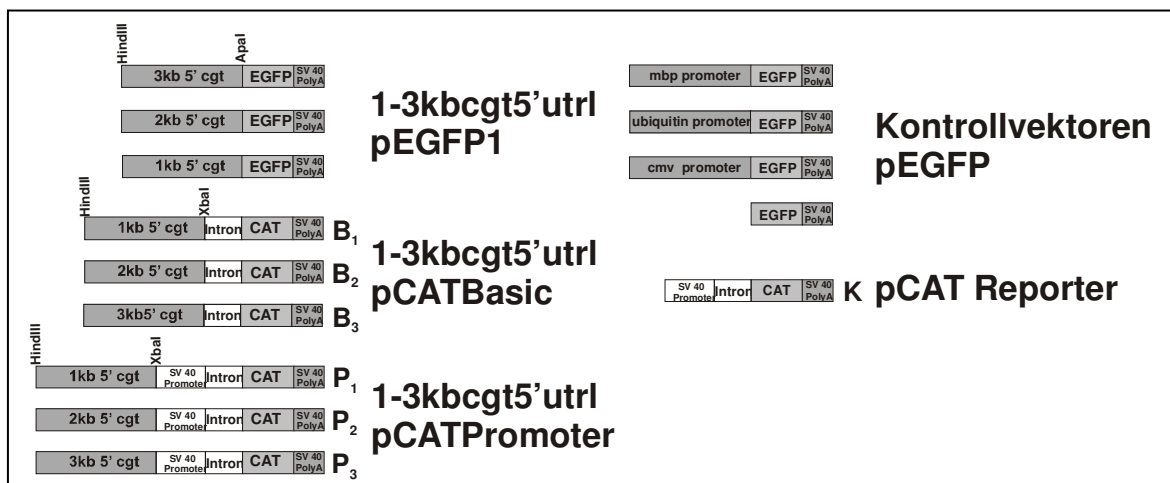 HindIII
ApaI
3kb 5’ cgt EGFP SV 40 PolyA
2kb 5’ cgt EGFP SV 40 PolyA
1kb 5’ cgt EGFP SV 40 PolyA
1-3kbcgt5’utrI
pEGFP1
HindIII
XbaI
1kb 5’ cgt Intron CAT SV 40 PolyA B1
2kb 5’ cgt Intron CAT SV 40 PolyA B2
3kb5’ cgt Intron CAT SV 40 PolyA B3
1-3kbcgt5’utrI
pCATBasic
HindIII
XbaI
1kb 5’ cgt SV 40 Promoter Intron CAT SV 40 PolyA P1
2kb 5’ cgt SV 40 Promoter Intron CAT SV 40 PolyA P2
3kb 5’ cgt SV 40 Promoter Intron CAT SV 40 PolyA P3
1-3kbcgt5’utrI
pCATPromoter
mbp promoter EGFP SV 40 PolyA
ubiquitin promoter EGFP SV 40 PolyA
cmv promoter EGFP SV 40 PolyA
EGFP SV 40 PolyA
Kontrollvektoren
pEGFP
SV 40 Promoter Intron CAT SV 40 PolyA K pCAT Reporter